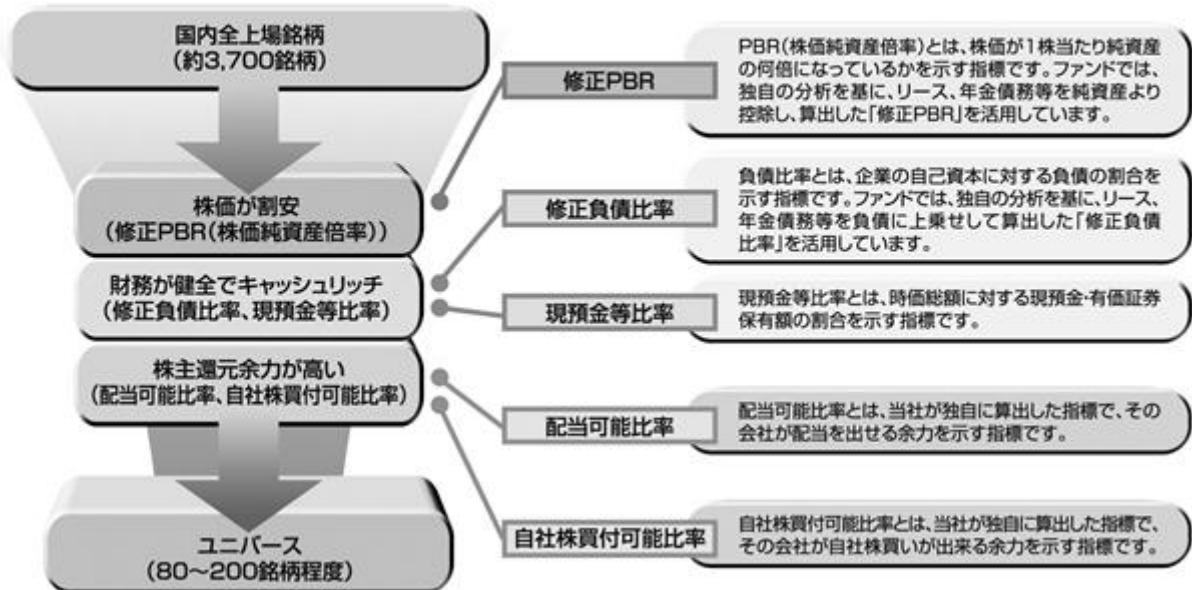 国内全上場銘柄
(約3,700銘柄)
株価が割安
(修正PBR(株価純資産倍率))
財務が健全でキャッシュリッチ
(修正負債比率、現預金等比率)
株主還元余力が高い
(配当可能比率、自社株買付可能比率)
ユニバース
(80〜200銘柄程度)
修正PBR
PBR(株価純資産倍率)とは、株価が1株当たり純資産
の何倍になっているかを示す指標です。ファンドでは、
独自の分析を基に、リース、年金債務等を純資産より
控除し、算出した「修正PBR」を活用しています。
修正負債比率
負債比率とは、企業の自己資本に対する負債の割合を
示す指標です。ファンドでは、独自の分析を基に、リース、
年金債務等を負債に上乗せして算出した「修正負債
比率」を活用しています。
現預金等比率
現預金等比率とは、時価総額に対する現預金・有価証券
保有額の割合を示す指標です。
配当可能比率
配当可能比率とは、当社が独自に算出した指標で、その
会社が配当を出せる余力を示す指標です。
自社株買付可能比率
自社株買付可能比率とは、当社が独自に算出した指標で、
その会社が自社株買いが出来る余力を示す指標です。